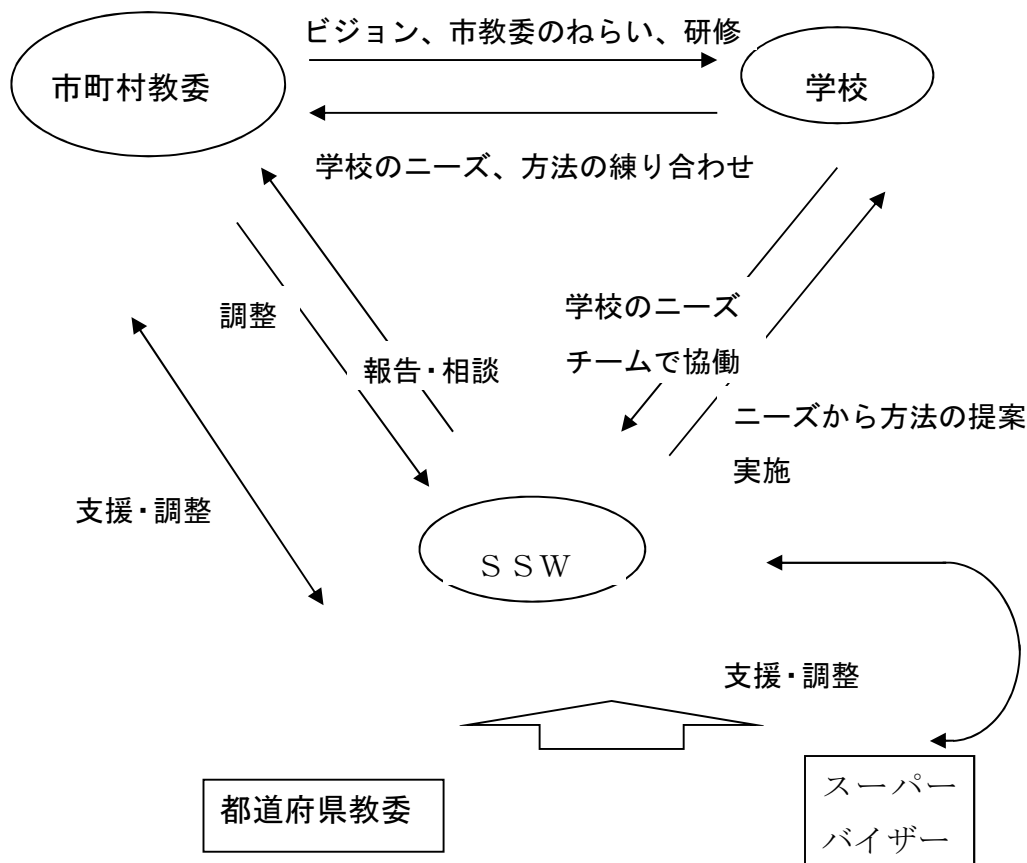 ビジョン、市教委のねらい、研修
市町村教委
学校
学校のニーズ、方法の練り合わせ
調整
報告・相談
学校のニーズ
チームで協働
ニーズから方法の提案
実施
支援・調整
ＳＳＷ
支援・調整
都道府県教委
スーパー
バイザー